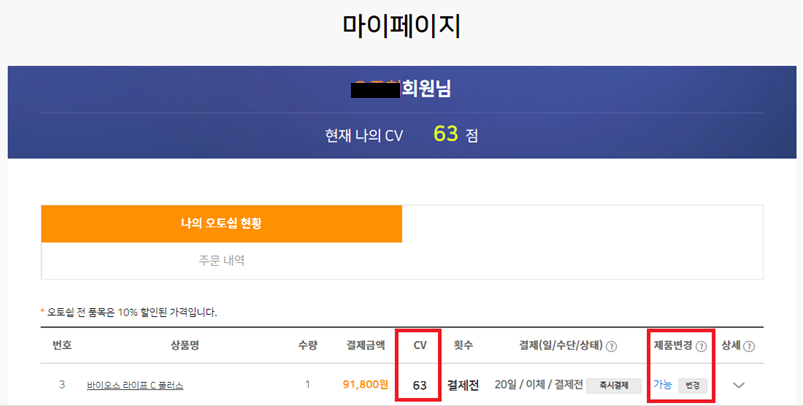 마이페이지
회원님
현재 나의 CV 63 점
나의 오토쉽 현황
주문 내역
* 오토쉽 전 품목은 10% 할인된 가격입니다.
번호 상품명 수량 결제금액 CV 횟수 결제(일/수단/상태) ? 제품변경 ? 상세 ?
3 바이오스 라이프 C 플러스 1 91,800원 63 결제전 20일 / 이체 / 결제전 즉시결제 가능 변경